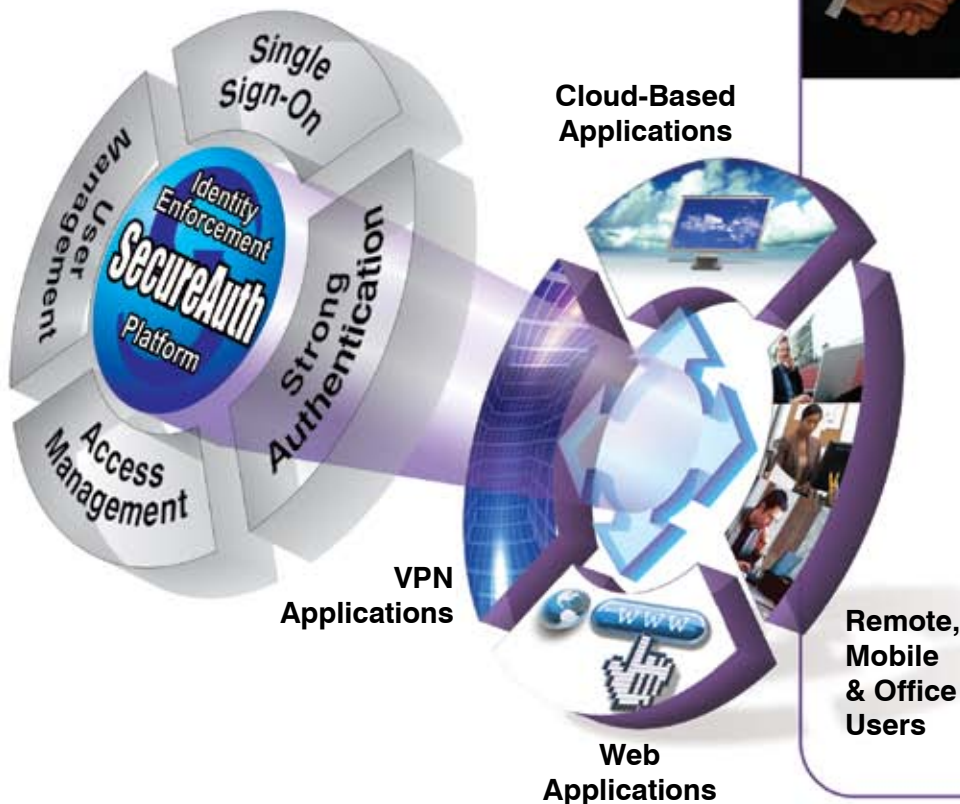 Single
Sign-On
User
Management
Identity
Enforcement
SecureAuth
Platform
Strong
Authentication
Access
Management
Cloud-Based
Applications
VPN
Applications
WWW
Remote,
Mobile
& Office
Users
Web
Applications